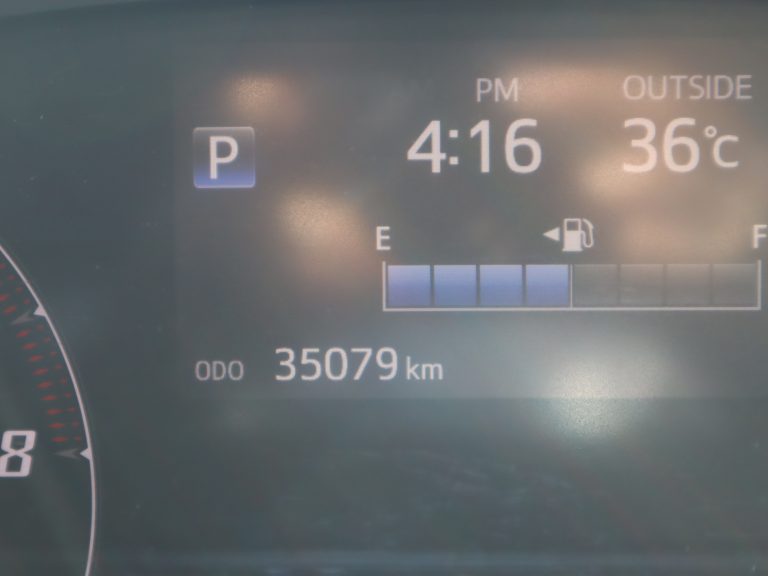 PM OUTSIDE
P 4:16 36°C
E F
ODO 35079 km
8